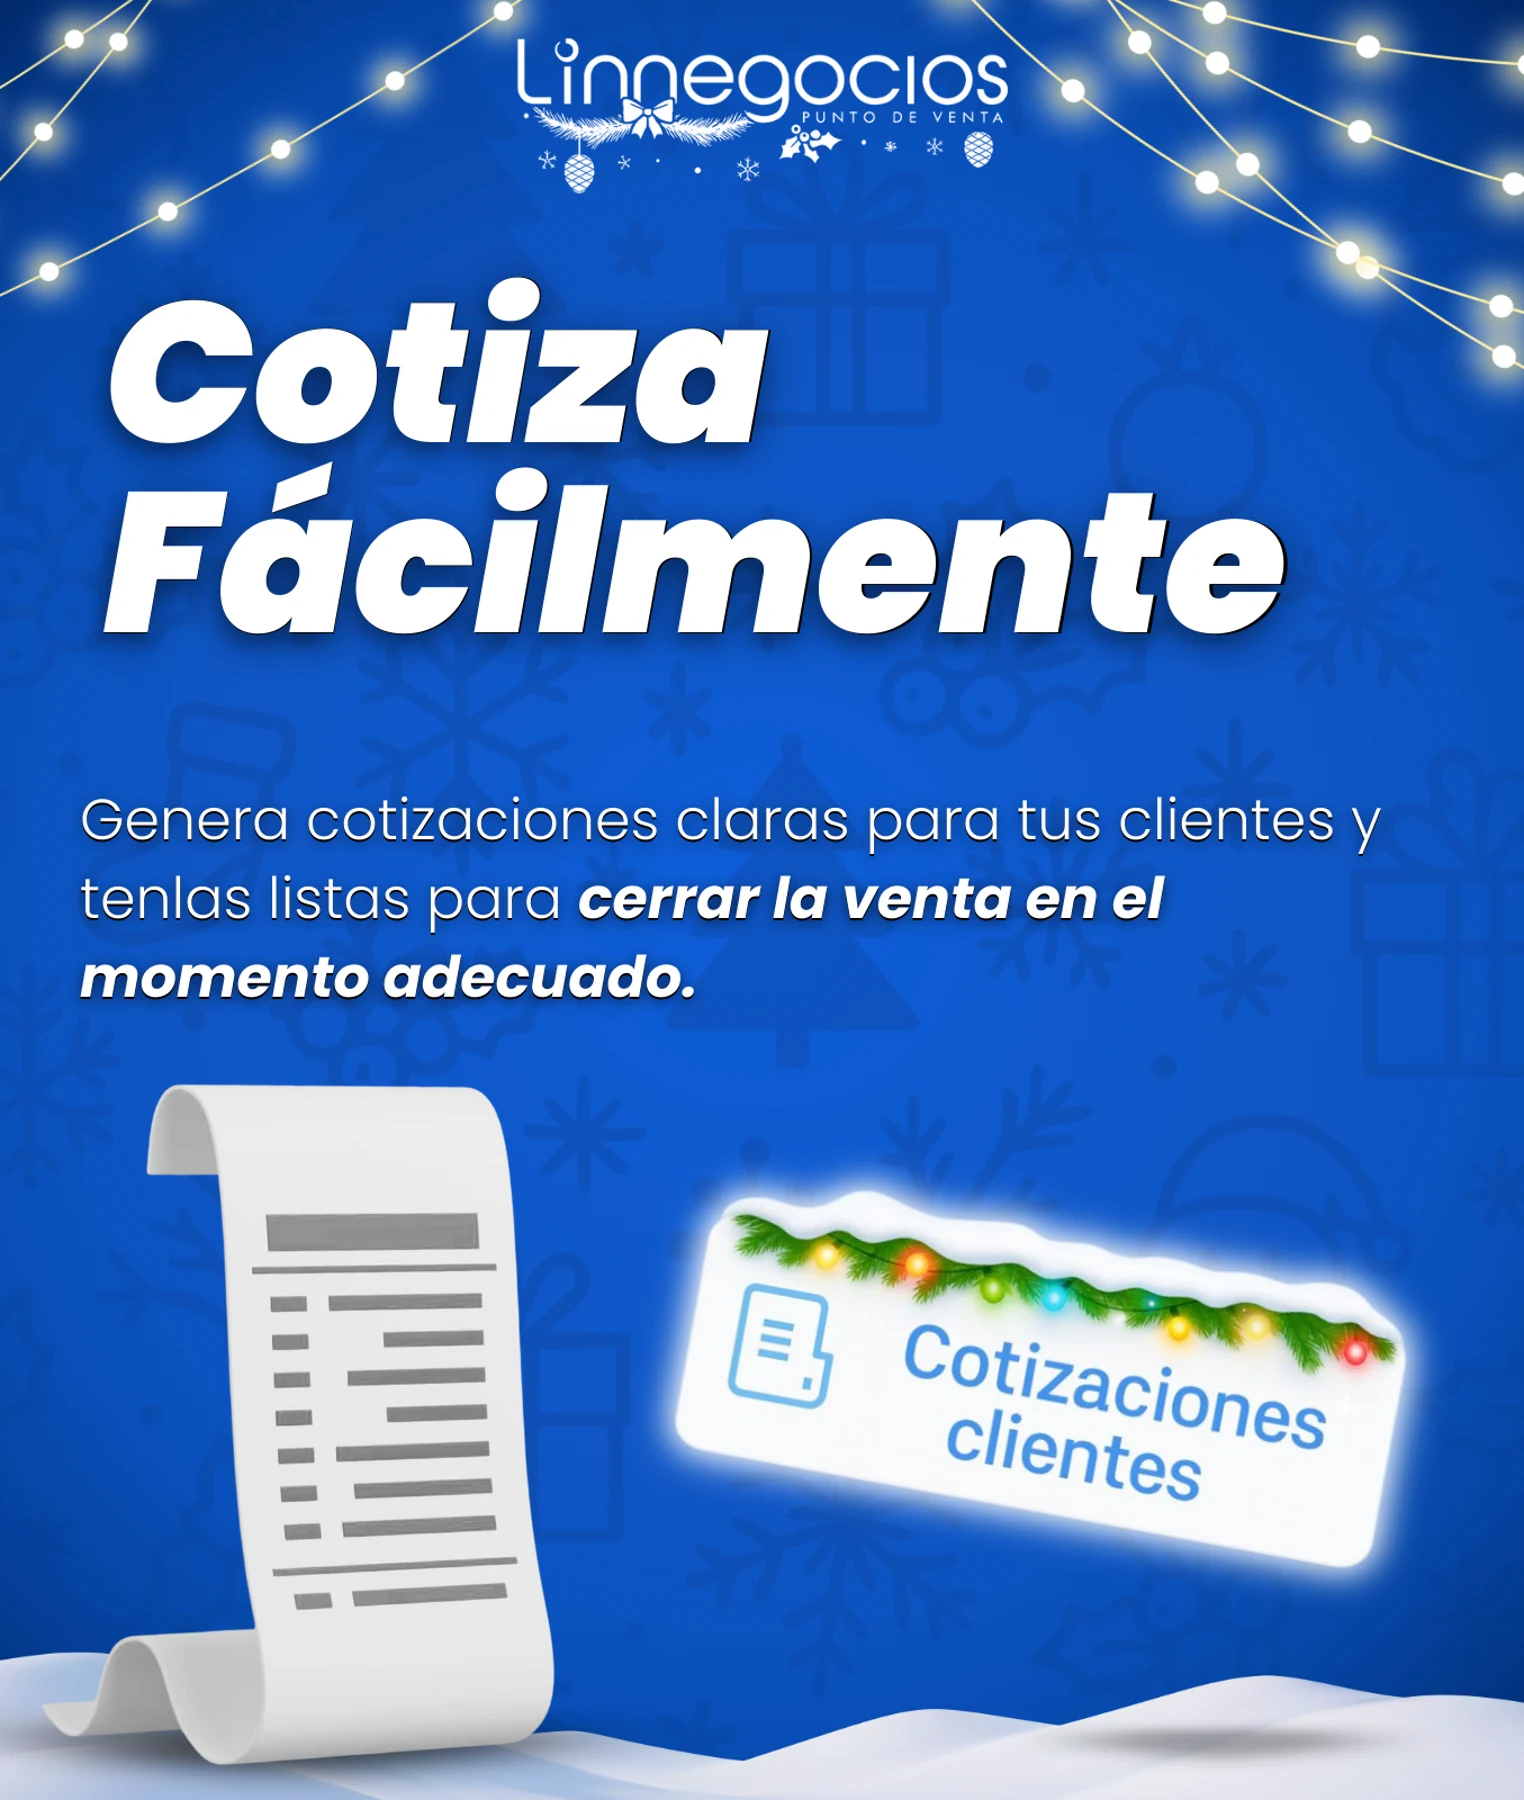 Linnegocios
PUNTO DE VENTA
Cotiza
Fácilmente
Genera cotizaciones claras para tus clientes y
tenlas listas para cerrar la venta en el
momento adecuado.
Cotizaciones
clientes